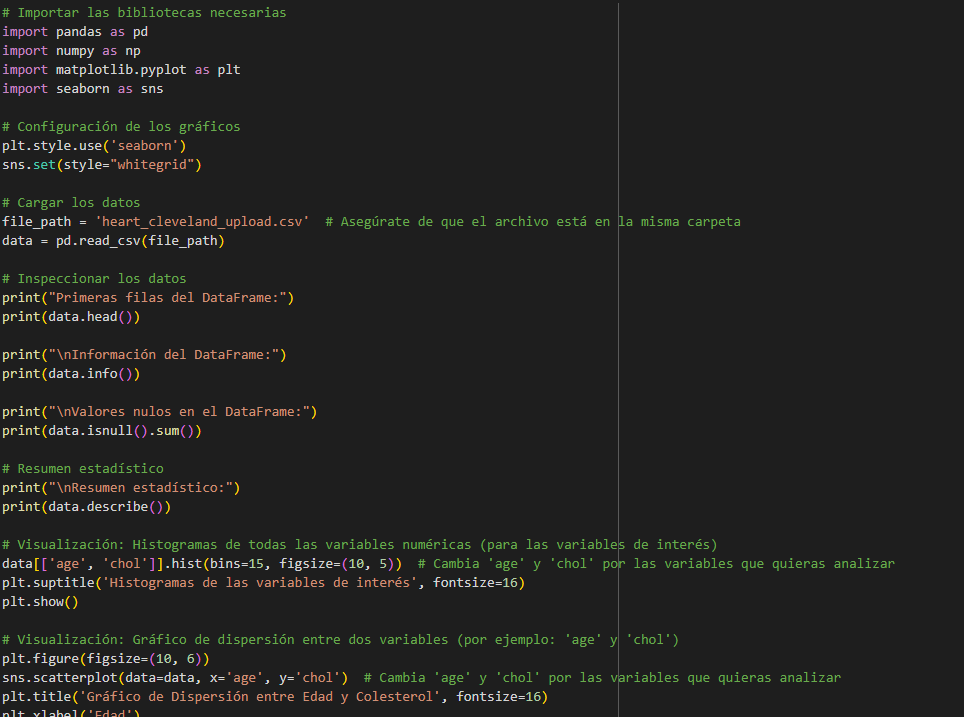 # Importar las bibliotecas necesarias
import pandas as pd
import numpy as np
import matplotlib.pyplot as plt
import seaborn as sns
# Configuración de los gráficos
plt.style.use('seaborn')
sns.set(style="whitegrid")
# Cargar los datos
file_path = 'heart_cleveland_upload.csv'  # Asegúrate de que el archivo está en la misma carpeta
data = pd.read_csv(file_path)
# Inspeccionar los datos
print("Primeras filas del DataFrame:")
print(data.head())
print("\nInformación del DataFrame:")
print(data.info())
print("\nValores nulos en el DataFrame:")
print(data.isnull().sum())
# Resumen estadístico
print("\nResumen estadístico:")
print(data.describe())
# Visualización: Histogramas de todas las variables numéricas (para las variables de interés)
data[['age', 'chol']].hist(bins=15, figsize=(10, 5))  # Cambia 'age' y 'chol' por las variables que quieras analizar
plt.suptitle('Histogramas de las variables de interés', fontsize=16)
plt.show()
# Visualización: Gráfico de dispersión entre dos variables (por ejemplo: 'age' y 'chol')
plt.figure(figsize=(10, 6))
sns.scatterplot(data=data, x='age', y='chol')  # Cambia 'age' y 'chol' por las variables que quieras analizar
plt.title('Gráfico de Dispersión entre Edad y Colesterol', fontsize=16)
plt.xlabel('Edad')